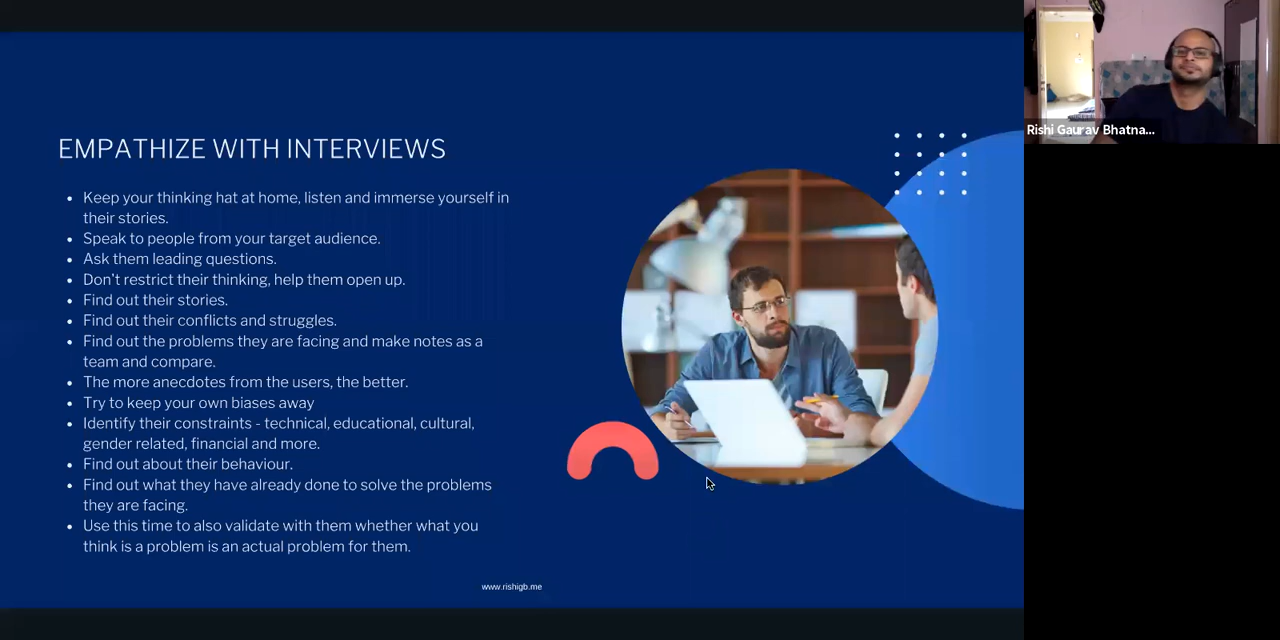 EMPATHIZE WITH INTERVIEWS
• Keep your thinking hat at home, listen and immerse yourself in
their stories.
• Speak to people from your target audience.
• Ask them leading questions.
• Don't restrict their thinking, help them open up.
• Find out their stories.
• Find out their conflicts and struggles.
• Find out the problems they are facing and make notes as a
team and compare.
• The more anecdotes from the users, the better.
• Try to keep your own biases away
• Identify their constraints - technical, educational, cultural,
gender related, financial and more.
• Find out about their behaviour.
• Find out what they have already done to solve the problems
they are facing.
• Use this time to also validate with them whether what you
think is a problem is an actual problem for them.
www.rishigb.me
Rishi Gaurav Bhatna...